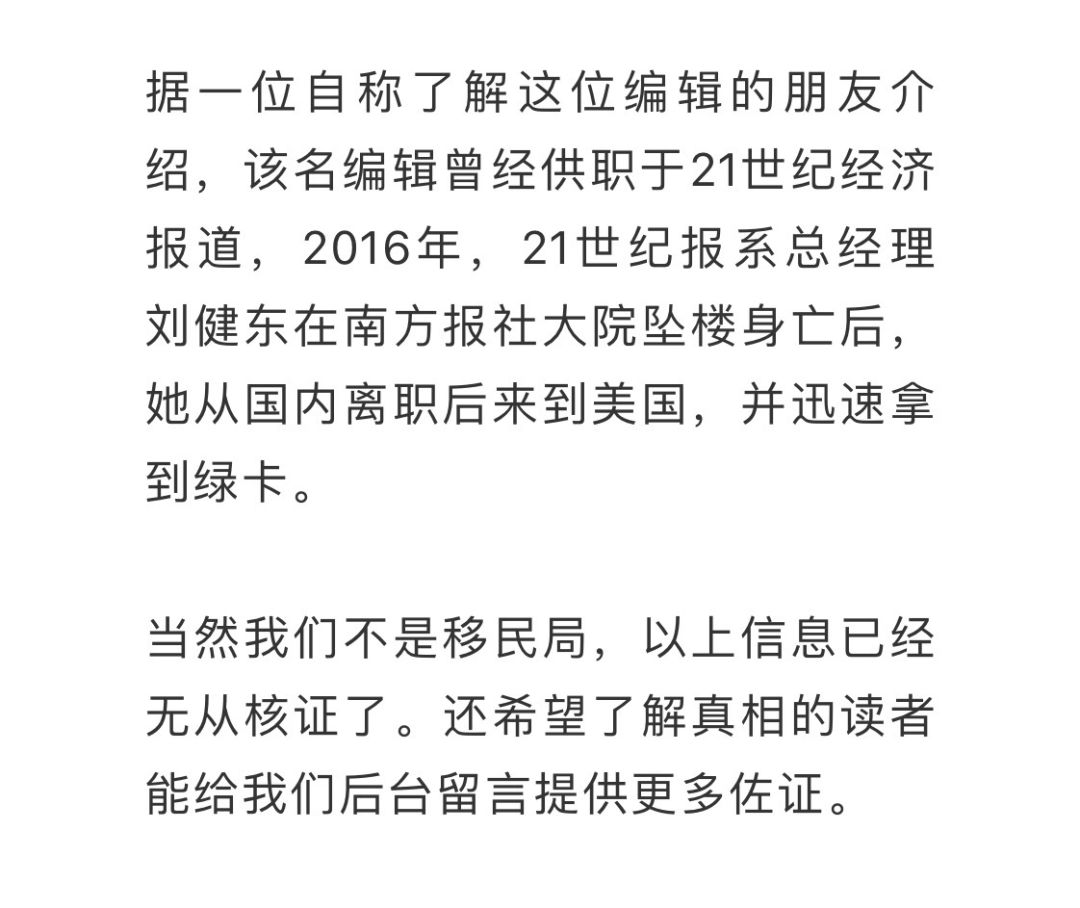 据一位自称了解这位编辑的朋友介
绍，该名编辑曾经供职于21世纪经济
报道，2016年，21世纪报系总经理
刘健东在南方报社大院坠楼身亡后，
她从国内离职后来到美国，并迅速拿
到绿卡。
当然我们不是移民局，以上信息已经
无从核证了。还希望了解真相的读者
能给我们后台留言提供更多佐证。